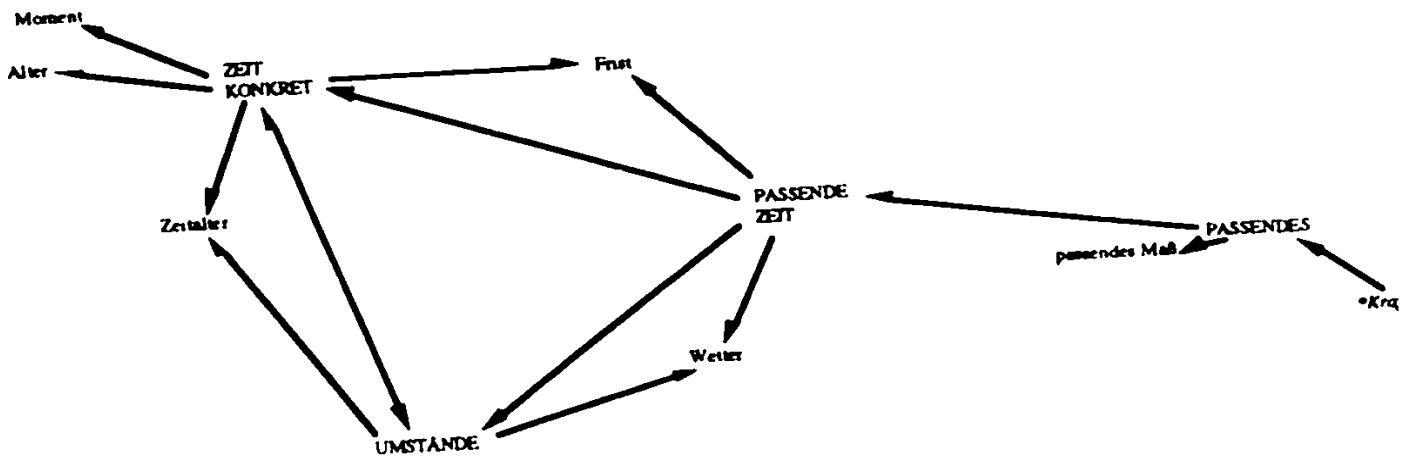 Moment
Alter
ZEIT
KONKRET
Frist
PASSENDE
ZEIT
PASSENDES
passendes Maß
Zeitalter
Wetter
UMSTÄNDE